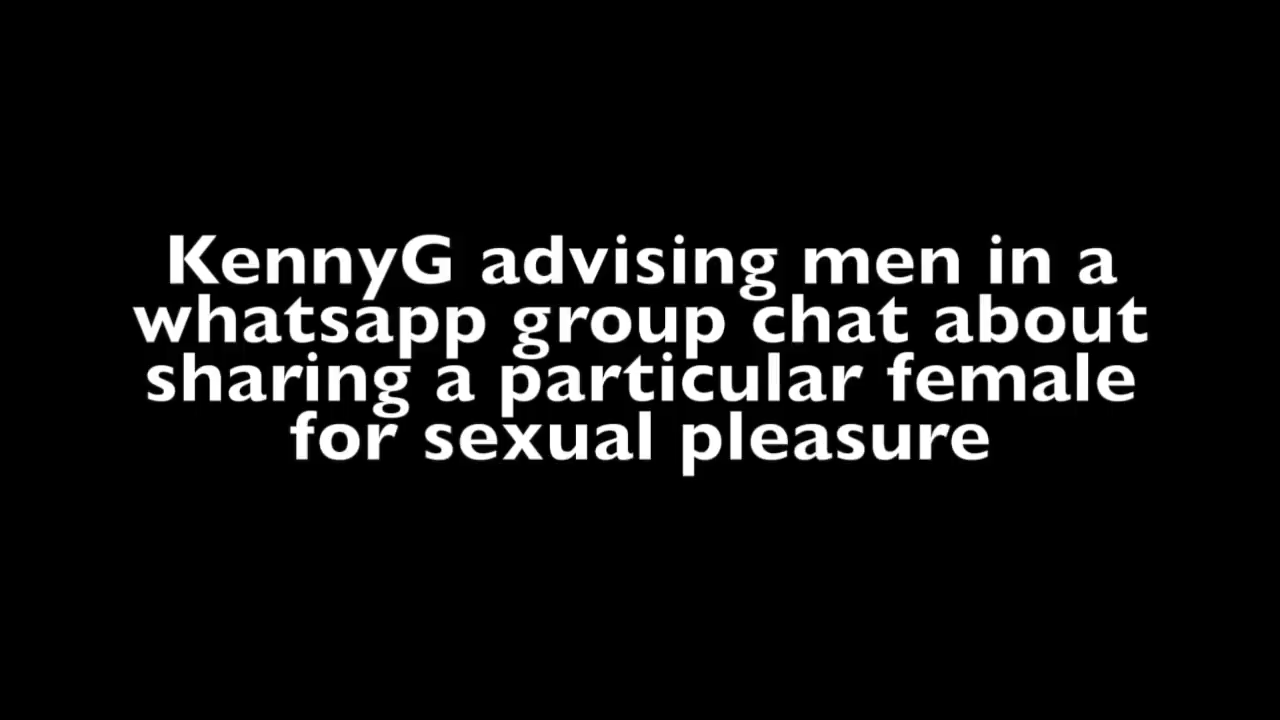 KennyG advising men in a
whatsapp group chat about
sharing a particular female
for sexual pleasure